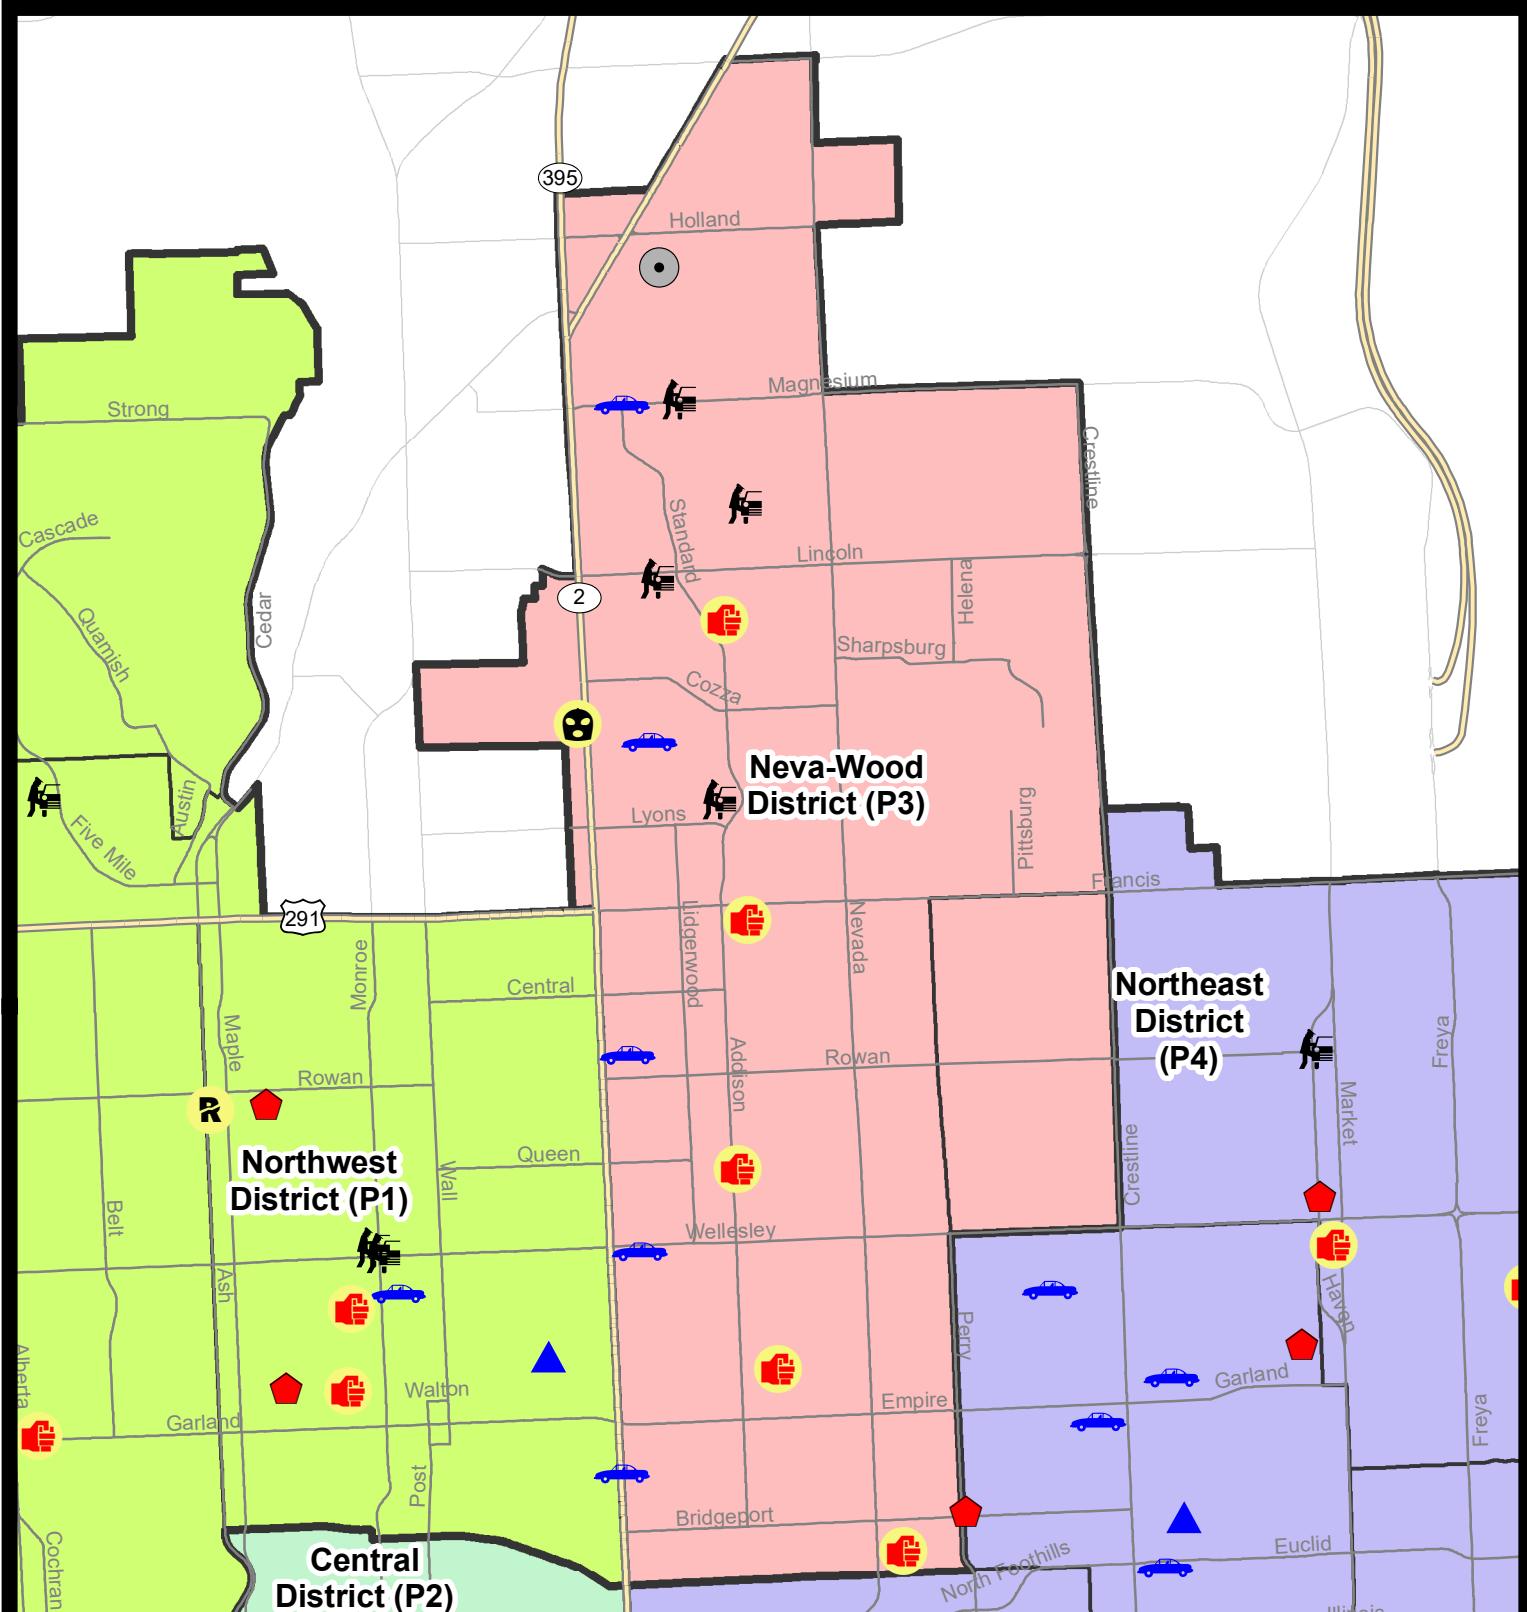 395
Holland
Magnesium
Strong
Crestline
Cascade
Standard
Lincoln
Helena
2
Quamish
Cedar
Sharpsburg
Cozza
Neva-Wood
District (P3)
Austin
Lyons
Pittsburg
Five Mile
Francis
291
Lidgerwood
Nevada
Monroe
Central
Northeast
District
(P4)
Maple
Addison
Rowan
Freya
Rowan
Market
R
Northwest
District (P1)
Queen
Wall
Crestline
Belt
Wellesley
Ash
Haven
Perry
Alberta
Walton
Garland
Empire
Garland
Freya
Post
Bridgeport
Cochran
Central
District (P2)
North Foothills
Euclid